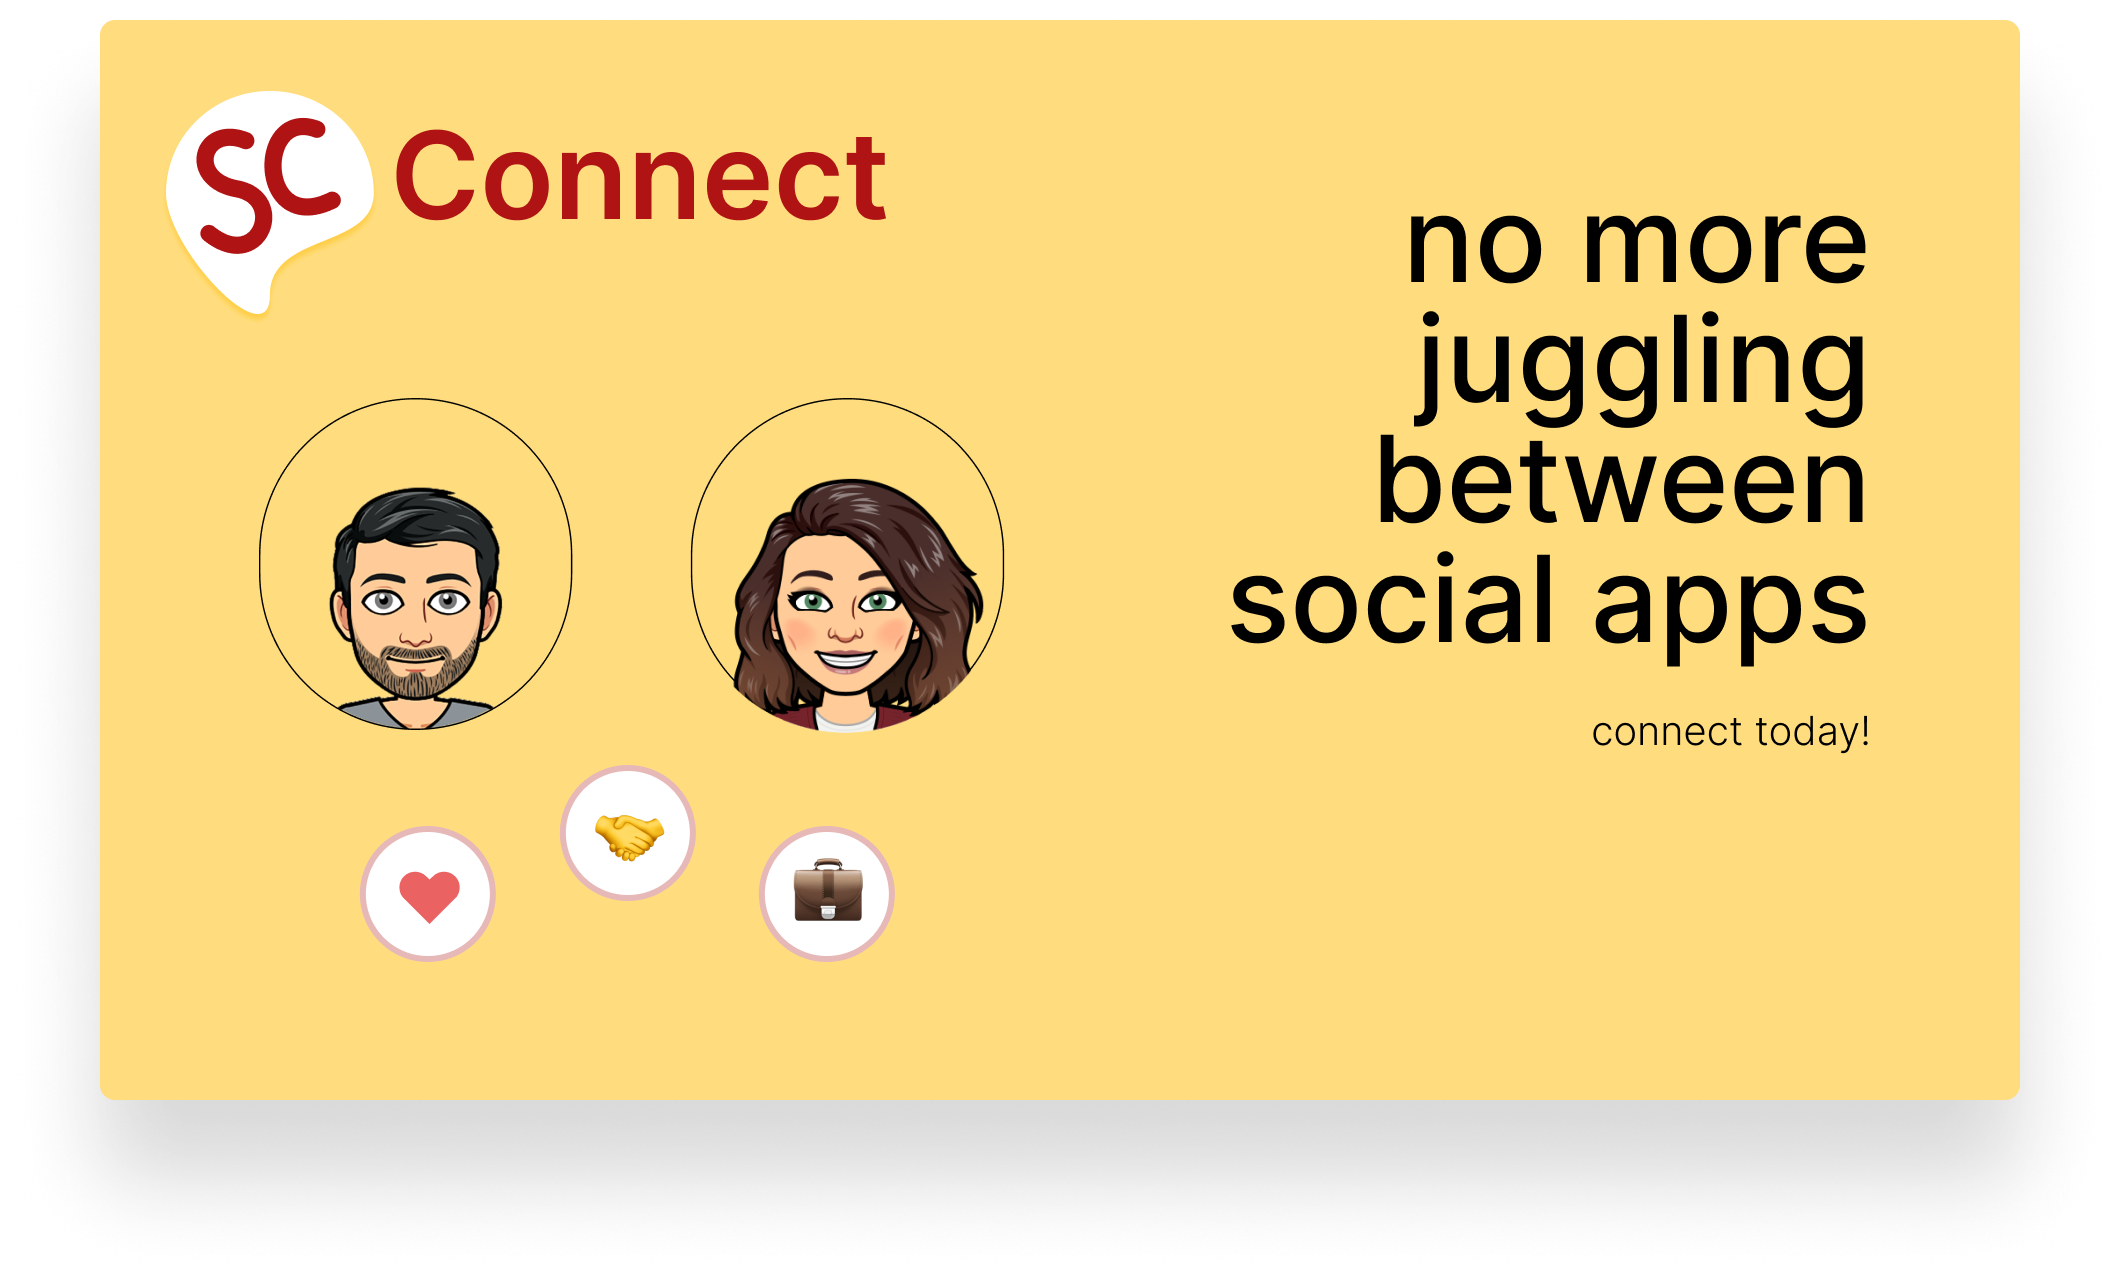 SC Connect
no more
juggling
between
social apps
connect today!